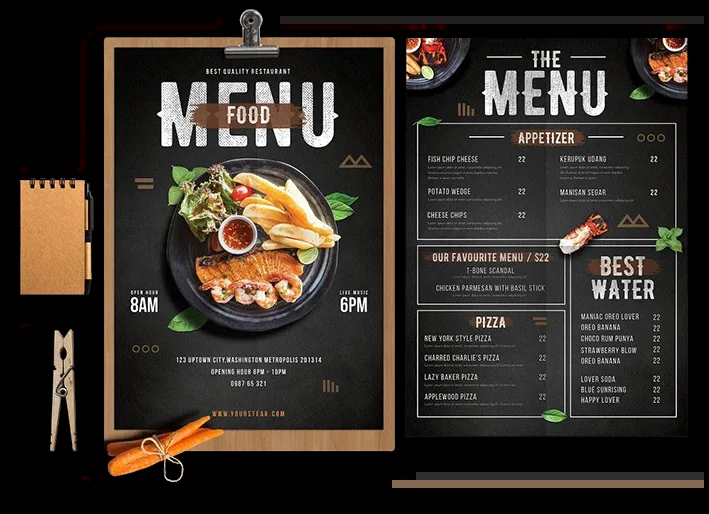 BEST QUALITY RESTAURANT
MENU
FOOD
OPEN HOUR
8AM
LIVE MUSIC
6PM
123 UPTOWN CITY,WASHINGTON METROPOLIS 201314
OPENING HOUR 8PM - 10PM
0987 65 321
WWW.YOURSTEAK.COM
THE
MENU
APPETIZER
FISH CHIP CHEESE 22
POTATO WEDGE 22
CHEESE CHIPS 22
KERUPUK UDANG 22
MANISAN SEGAR 22
OUR FAVOURITE MENU / $22
T-BONE SCANDAL
CHICKEN PARMESAN WITH BASIL STICK
PIZZA
NEW YORK STYLE PIZZA 22
CHARRED CHARLIE'S PIZZA 22
LAZY BAKER PIZZA 22
APPLEWOOD PIZZA 22
BEST
WATER
MANIAC OREO LOVER 22
OREO BANANA 22
CHOCO RUM PUNYA 22
STRAWBERRY BLOW 22
OREO BANANA 22
LOVER SODA 22
BLUE SUNRISING 22
HAPPY LOVER 22